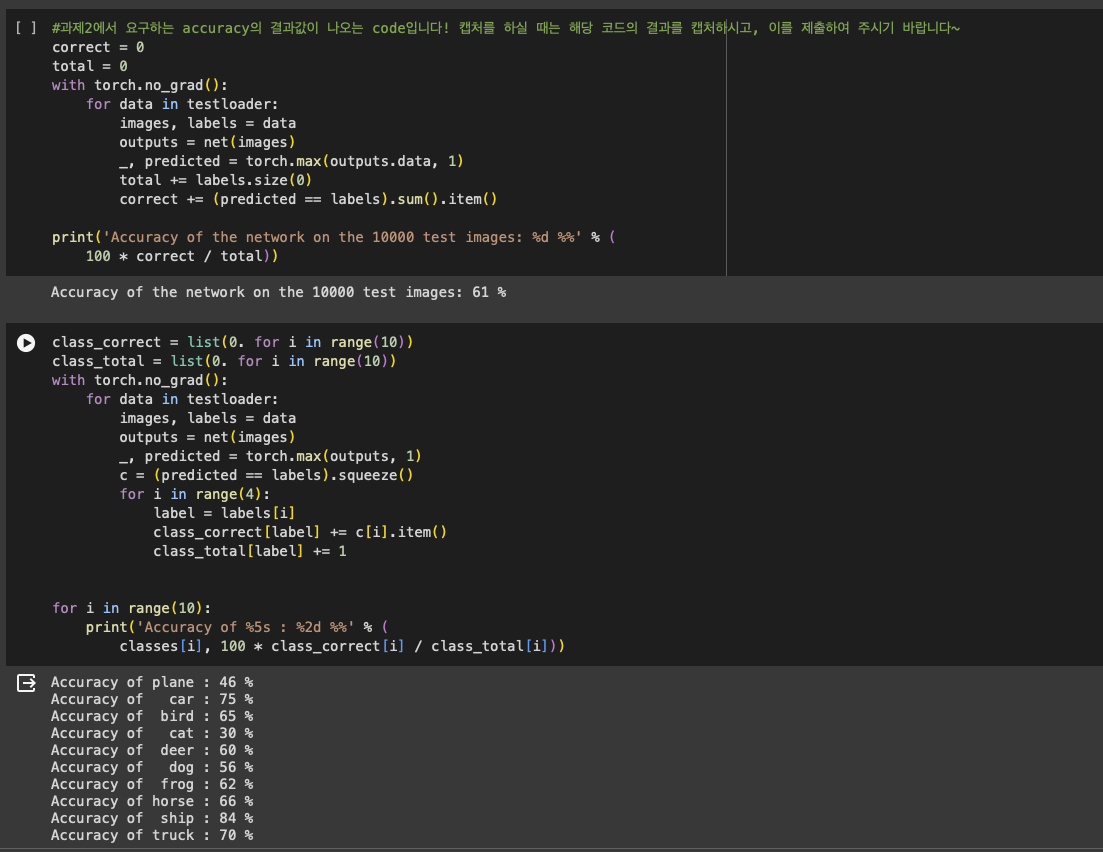 [ ] #과제2에서 요구하는 accuracy의 결과값이 나오는 code입니다! 캡처를 하실 때는 해당 코드의 결과를 캡처하시고, 이를 제출하여 주시기 바랍니다~
correct = 0
total = 0
with torch.no_grad():
    for data in testloader:
        images, labels = data
        outputs = net(images)
        _, predicted = torch.max(outputs.data, 1)
        total += labels.size(0)
        correct += (predicted == labels).sum().item()

print('Accuracy of the network on the 10000 test images: %d %%' % (
    100 * correct / total))
Accuracy of the network on the 10000 test images: 61 %
class_correct = list(0. for i in range(10))
class_total = list(0. for i in range(10))
with torch.no_grad():
    for data in testloader:
        images, labels = data
        outputs = net(images)
        _, predicted = torch.max(outputs, 1)
        c = (predicted == labels).squeeze()
        for i in range(4):
            label = labels[i]
            class_correct[label] += c[i].item()
            class_total[label] += 1

for i in range(10):
    print('Accuracy of %5s : %2d %%' % (
        classes[i], 100 * class_correct[i] / class_total[i]))
Accuracy of plane : 46 %
Accuracy of   car : 75 %
Accuracy of  bird : 65 %
Accuracy of   cat : 30 %
Accuracy of  deer : 60 %
Accuracy of   dog : 56 %
Accuracy of  frog : 62 %
Accuracy of horse : 66 %
Accuracy of  ship : 84 %
Accuracy of truck : 70 %